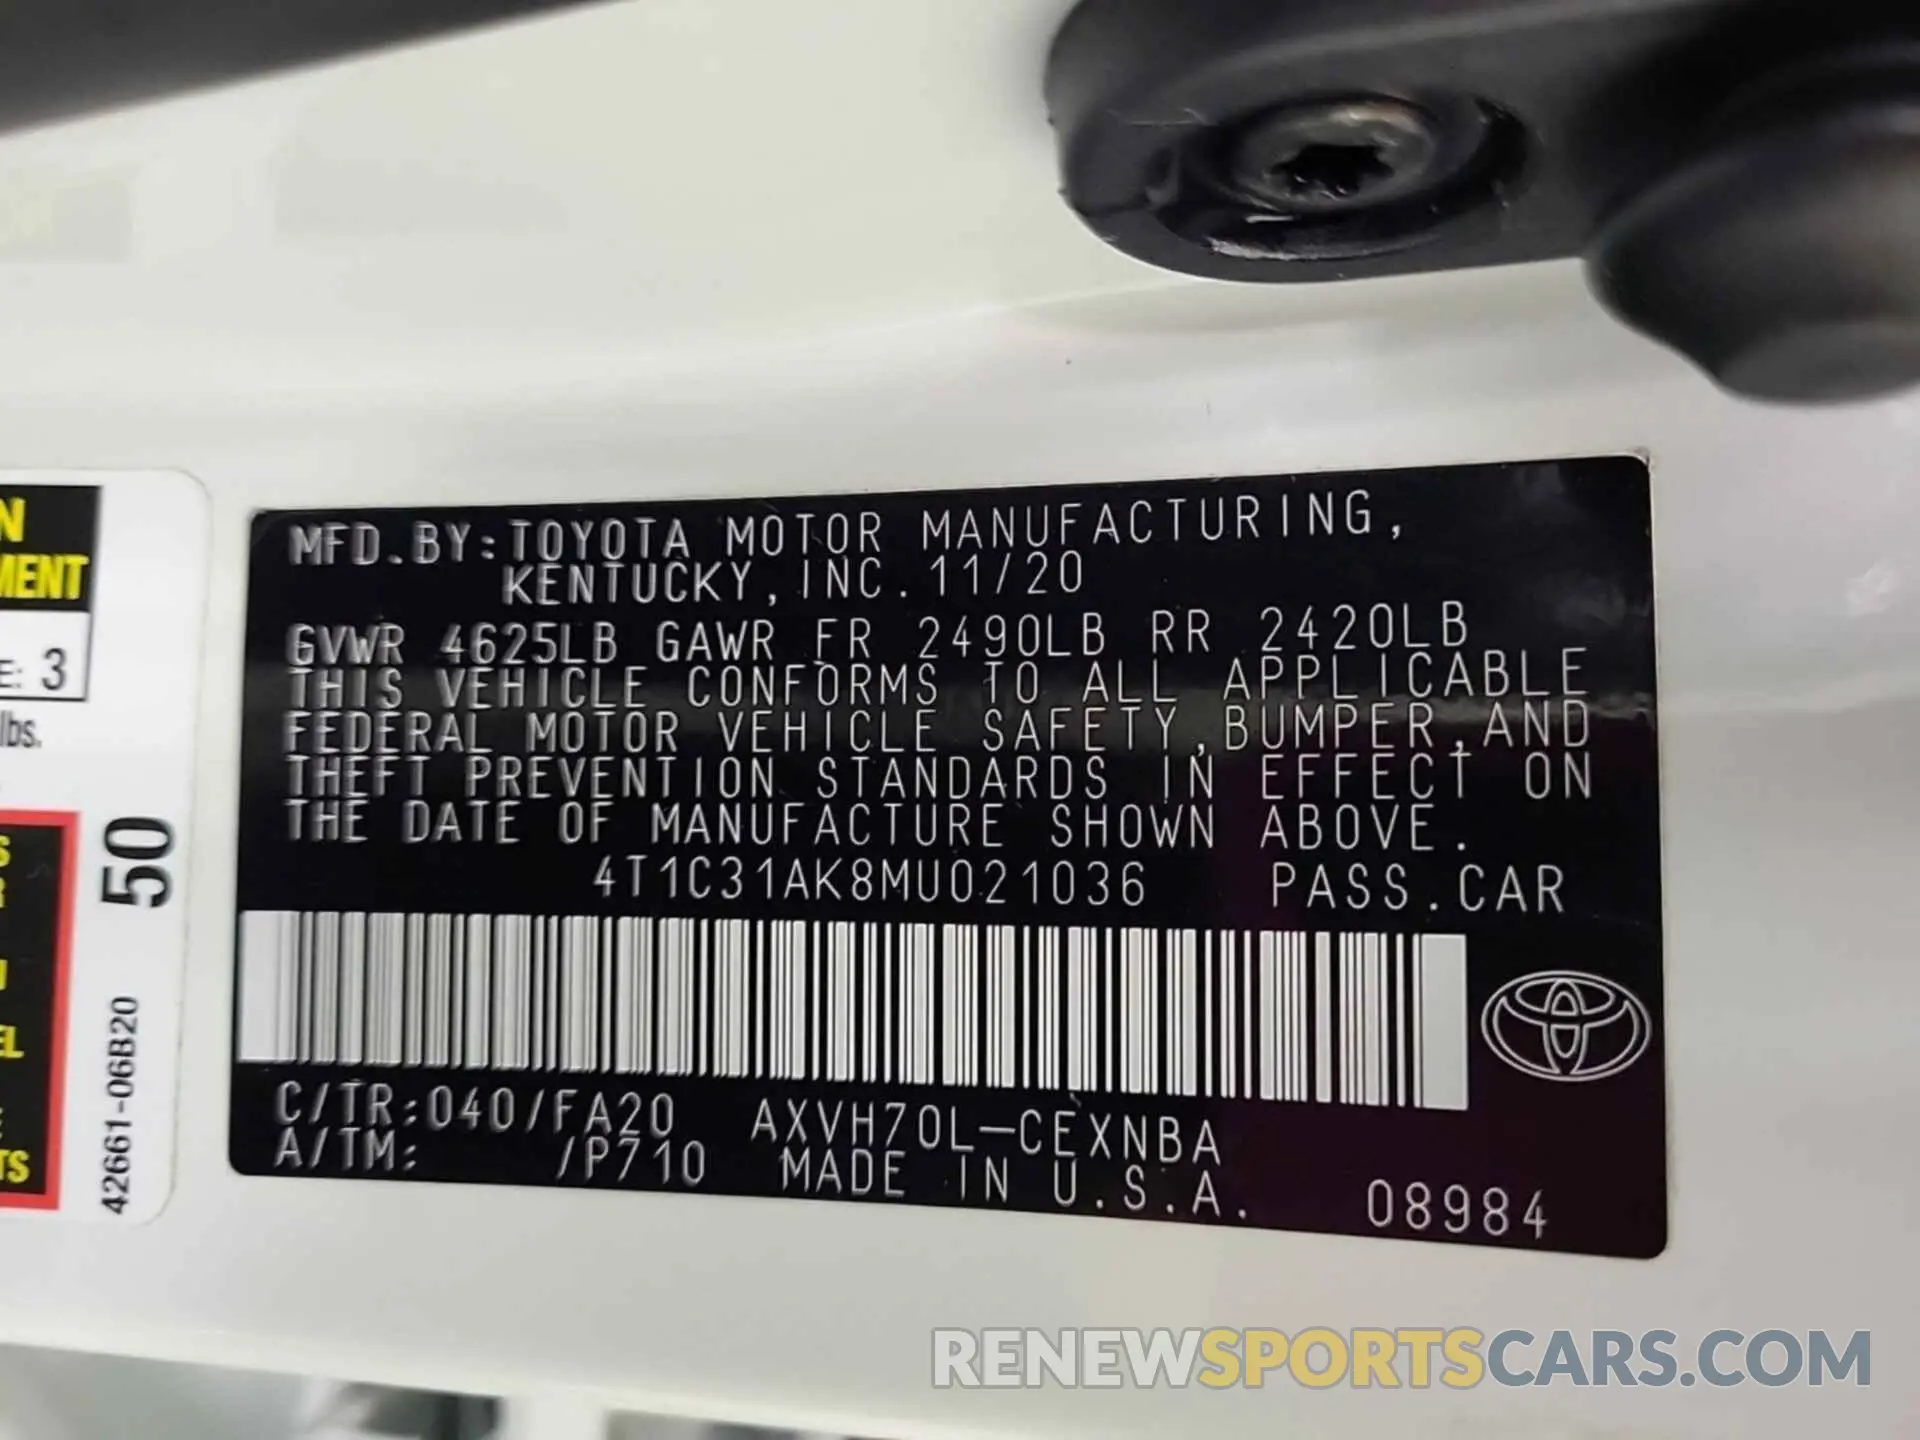 MFD.BY:TOYOTA MOTOR MANUFACTURING,
KENTUCKY, INC. 11/20
GVWR 4625LB GAWR FR 2490LB RR 2420LB
THIS VEHICLE CONFORMS TO ALL APPLICABLE
FEDERAL MOTOR VEHICLE SAFETY,BUMPER,AND
THEFT PREVENTION STANDARDS IN EFFECT ON
THE DATE OF MANUFACTURE SHOWN ABOVE.
4T1C31AK8MU021036 PASS.CAR
C/TR:040/FA20 AXVH70L-CEXNBA
A/TM: /P710 MADE IN U.S.A. 08984
E: 3
lbs.
50
42661-06B20
RENEWSPORTSCARS.COM